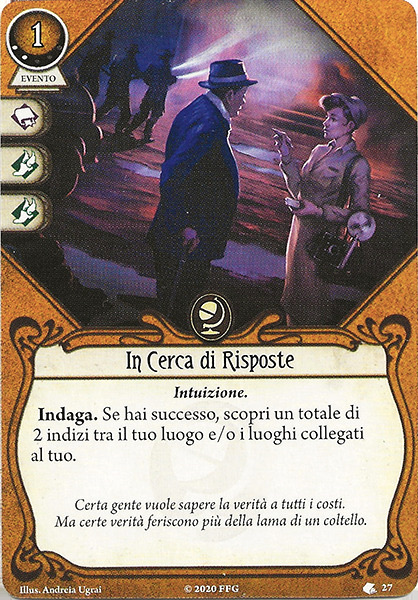 1
EVENTO
In Cerca di Risposte
Intuizione.
Indaga. Se hai successo, scopri un totale di
2 indizi tra il tuo luogo e/o i luoghi collegati
al tuo.
Certa gente vuole sapere la verità a tutti i costi.
Ma certe verità feriscono più della lama di un coltello.
Illus. Andreia Ugrai © 2020 FFG 27